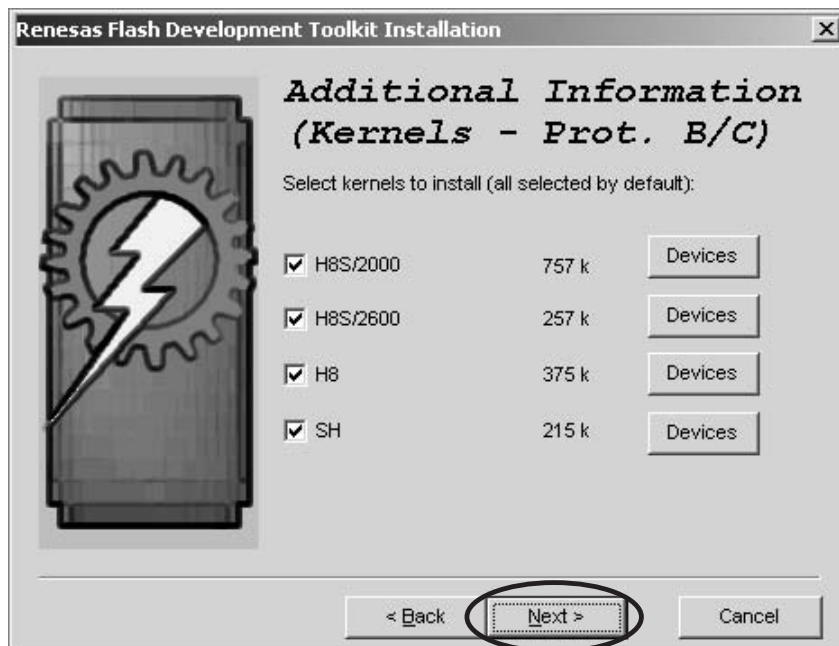 Renesas Flash Development Toolkit Installation
Additional Information
(Kernels - Prot. B/C)
Select kernels to install (all selected by default):
H8S/2000 757 k Devices
H8S/2600 257 k Devices
H8 375 k Devices
SH 215 k Devices
< Back Next > Cancel